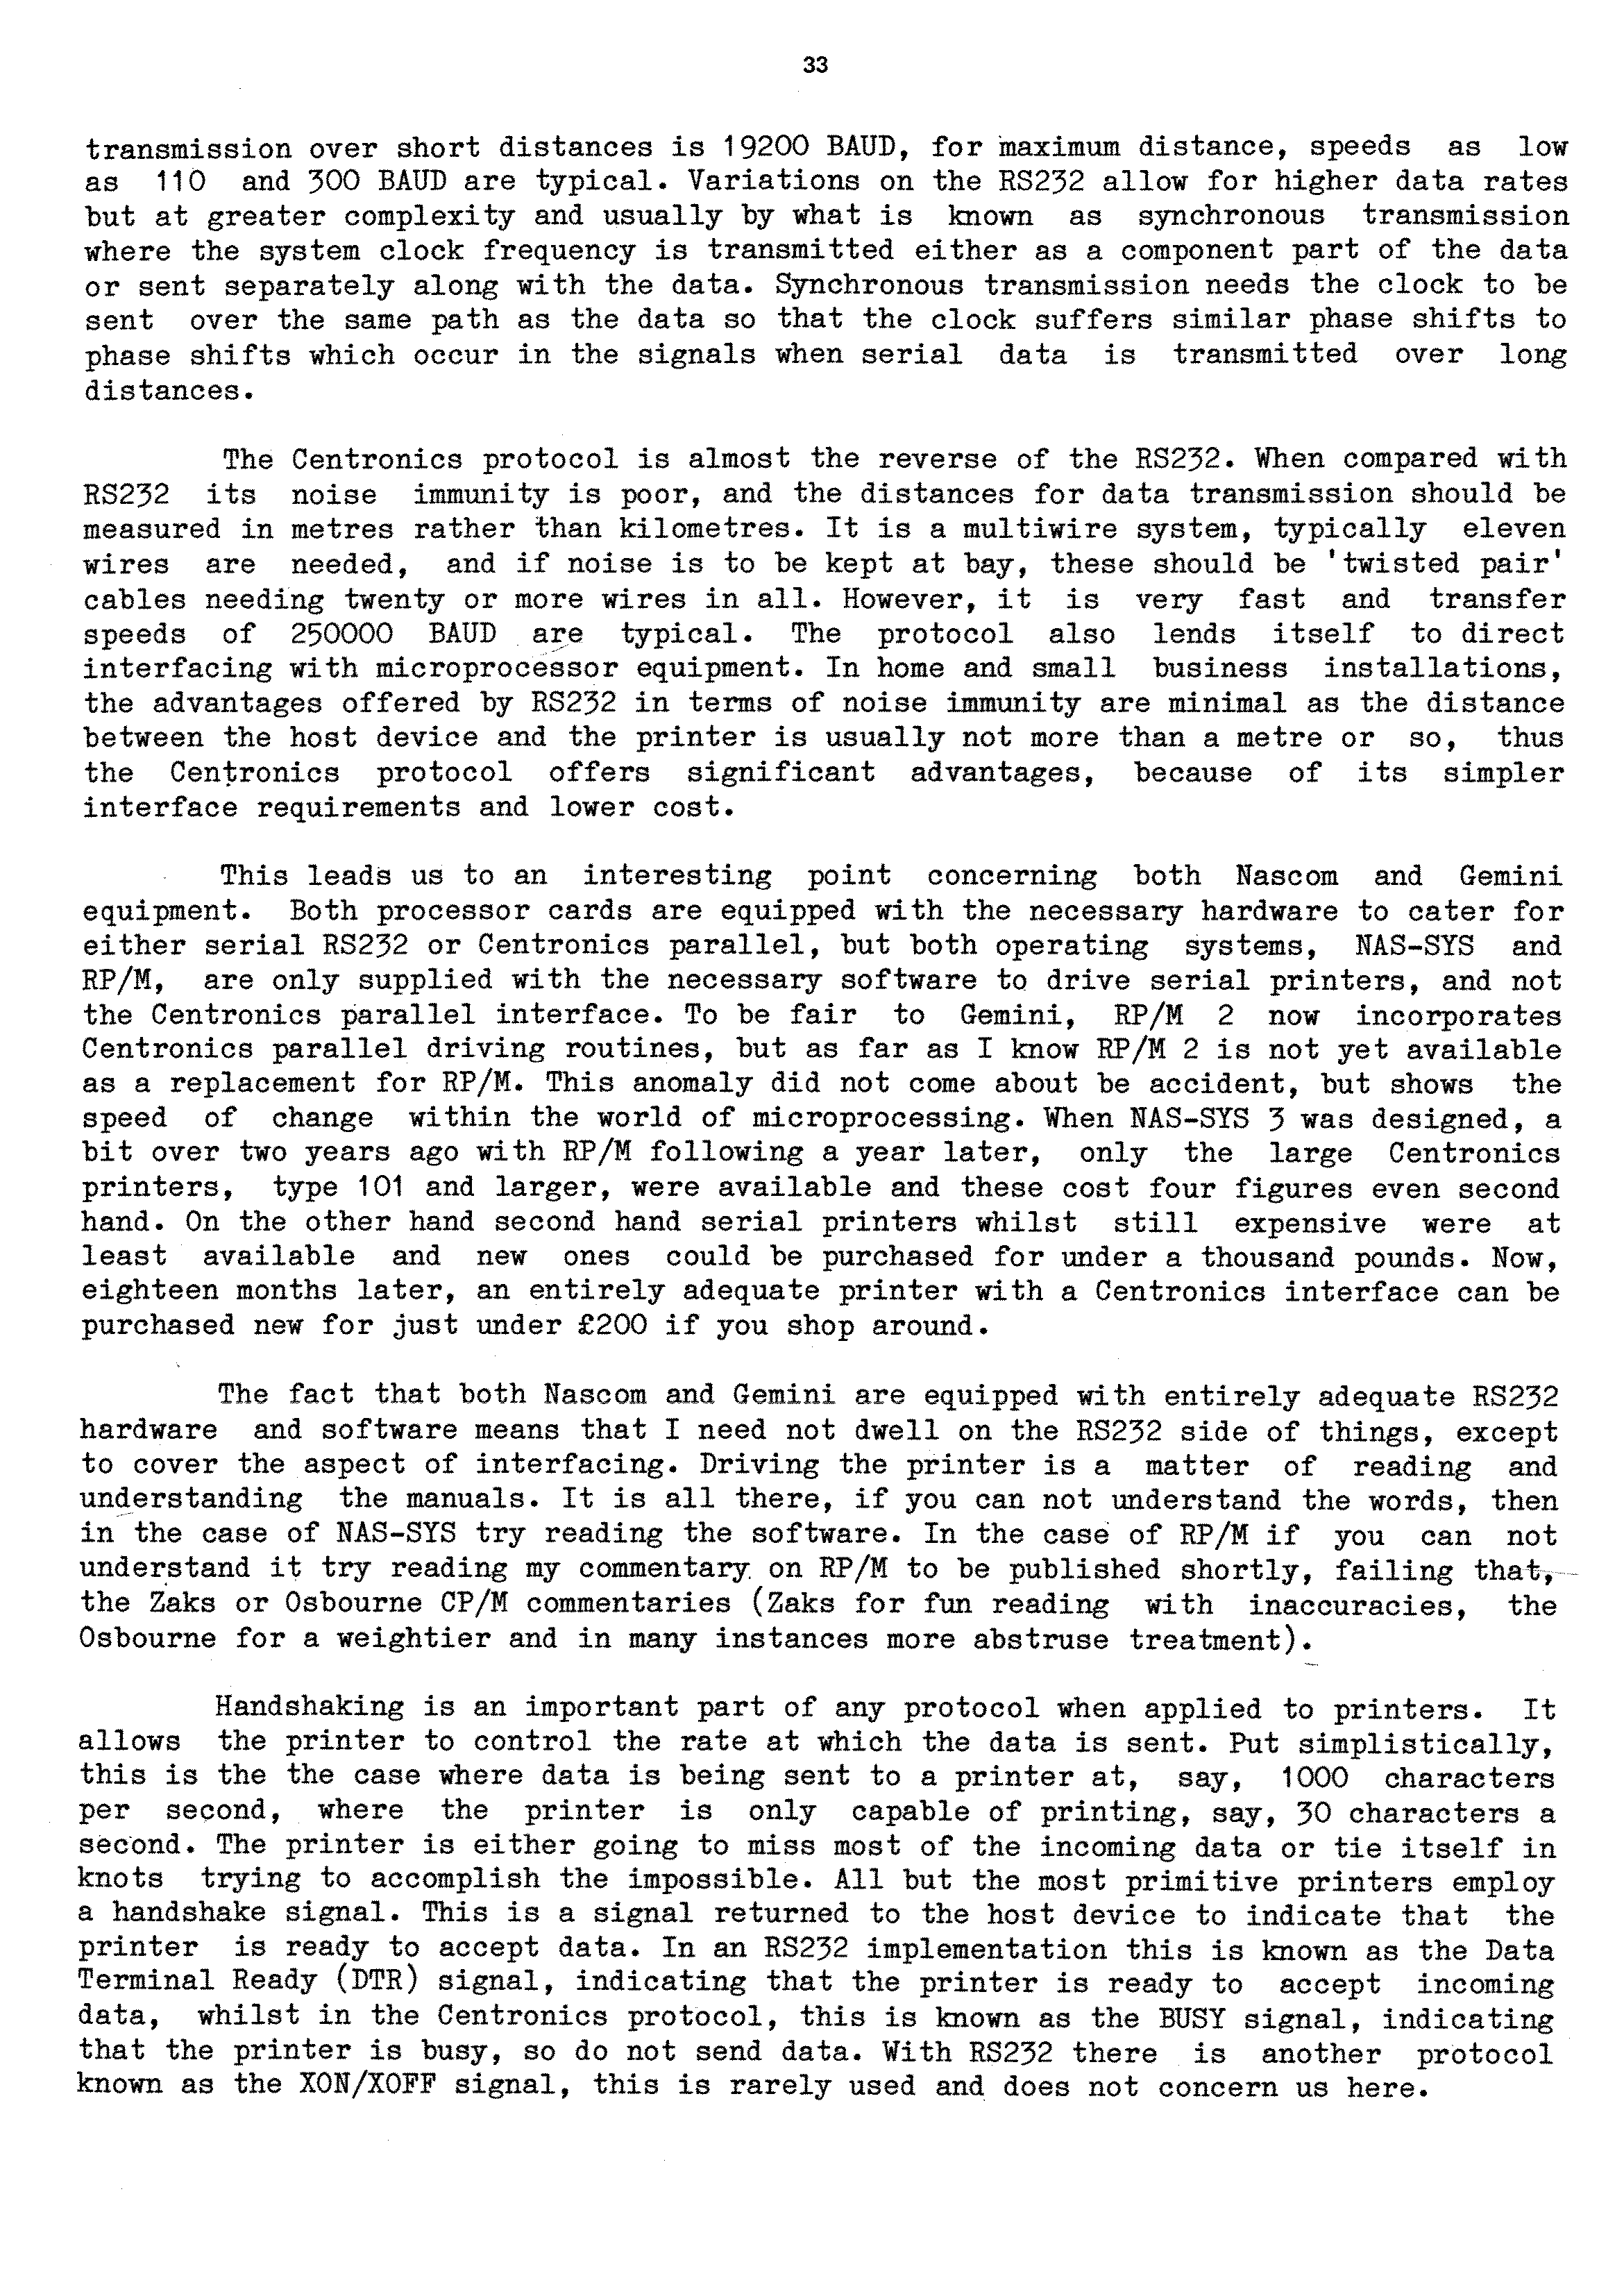 33
transmission over short distances is 19200 BAUD, for maximum distance, speeds as low
as 110 and 300 BAUD are typical. Variations on the RS232 allow for higher data rates
but at greater complexity and usually by what is known as synchronous transmission
where the system clock frequency is transmitted either as a component part of the data
or sent separately along with the data. Synchronous transmission needs the clock to be
sent over the same path as the data so that the clock suffers similar phase shifts to
phase shifts which occur in the signals when serial data is transmitted over long
distances.
The Centronics protocol is almost the reverse of the RS232. When compared with
RS232 its noise immunity is poor, and the distances for data transmission should be
measured in metres rather than kilometres. It is a multiwire system, typically eleven
wires are needed, and if noise is to be kept at bay, these should be 'twisted pair'
cables needing twenty or more wires in all. However, it is very fast and transfer
speeds of 250000 BAUD are typical. The protocol also lends itself to direct
interfacing with microprocessor equipment. In home and small business installations,
the advantages offered by RS232 in terms of noise immunity are minimal as the distance
between the host device and the printer is usually not more than a metre or so, thus
the Centronics protocol offers significant advantages, because of its simpler
interface requirements and lower cost.
This leads us to an interesting point concerning both Nascom and Gemini
equipment. Both processor cards are equipped with the necessary hardware to cater for
either serial RS232 or Centronics parallel, but both operating systems, NAS-SYS and
RP/M, are only supplied with the necessary software to drive serial printers, and not
the Centronics parallel interface. To be fair to Gemini, RP/M 2 now incorporates
Centronics parallel driving routines, but as far as I know RP/M 2 is not yet available
as a replacement for RP/M. This anomaly did not come about be accident, but shows the
speed of change within the world of microprocessing. When NAS-SYS 3 was designed, a
bit over two years ago with RP/M following a year later, only the large Centronics
printers, type 101 and larger, were available and these cost four figures even second
hand. On the other hand second hand serial printers whilst still expensive were at
least available and new ones could be purchased for under a thousand pounds. Now,
eighteen months later, an entirely adequate printer with a Centronics interface can be
purchased new for just under £200 if you shop around.
The fact that both Nascom and Gemini are equipped with entirely adequate RS232
hardware and software means that I need not dwell on the RS232 side of things, except
to cover the aspect of interfacing. Driving the printer is a matter of reading and
understanding the manuals. It is all there, if you can not understand the words, then
in the case of NAS-SYS try reading the software. In the case of RP/M if you can not
understand it try reading my commentary on RP/M to be published shortly, failing that,
the Zaks or Osbourne CP/M commentaries (Zaks for fun reading with inaccuracies, the
Osbourne for a weightier and in many instances more abstruse treatment).
Handshaking is an important part of any protocol when applied to printers. It
allows the printer to control the rate at which the data is sent. Put simplistically,
this is the the case where data is being sent to a printer at, say, 1000 characters
per second, where the printer is only capable of printing, say, 30 characters a
second. The printer is either going to miss most of the incoming data or tie itself in
knots trying to accomplish the impossible. All but the most primitive printers employ
a handshake signal. This is a signal returned to the host device to indicate that the
printer is ready to accept data. In an RS232 implementation this is known as the Data
Terminal Ready (DTR) signal, indicating that the printer is ready to accept incoming
data, whilst in the Centronics protocol, this is known as the BUSY signal, indicating
that the printer is busy, so do not send data. With RS232 there is another protocol
known as the XON/XOFF signal, this is rarely used and does not concern us here.